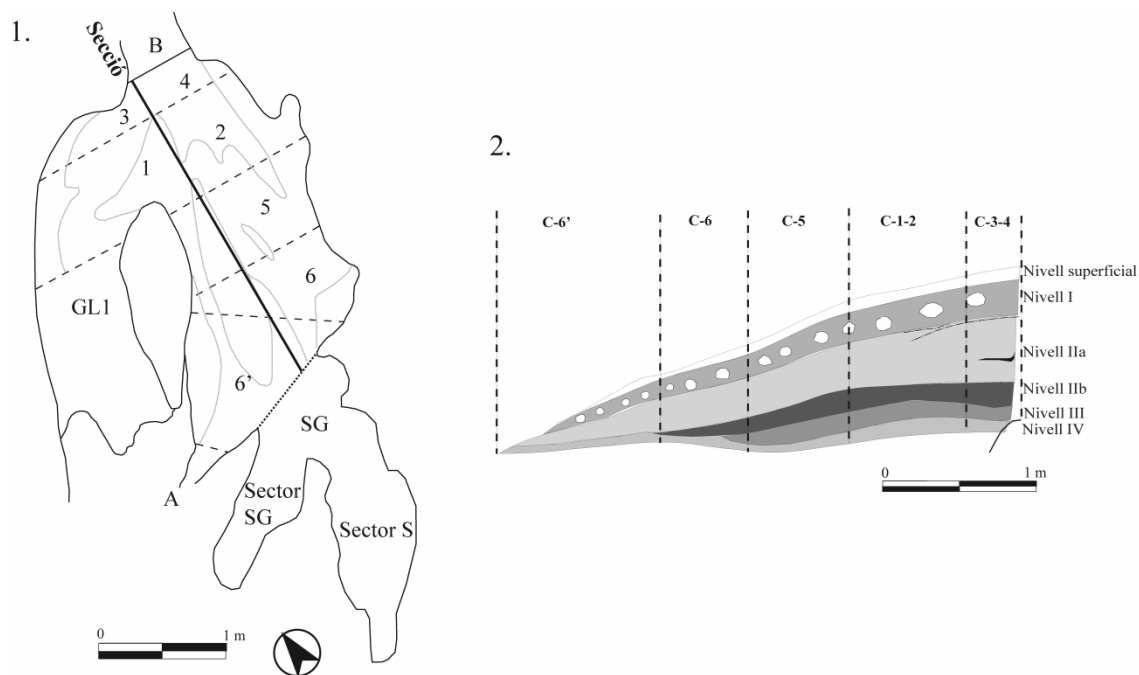 1.
Secció
B
4
3
2
1
5
6
GL1
6’
SG
A
Sector
SG
Sector S
0
1 m
2.
C-6’
C-6
C-5
C-1-2
C-3-4
Nivell superficial
Nivell I
Nivell IIa
Nivell IIb
Nivell III
Nivell IV
0
1 m